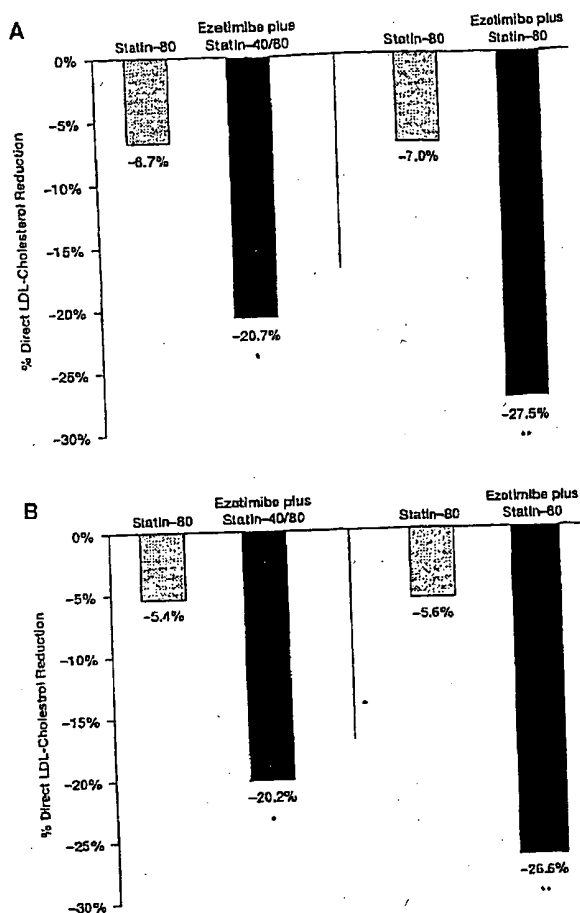 A
Statin–80
Ezetimibe plus
Statin–40/80
Statin–80
Ezetimibe plus
Statin–80
% Direct LDL-Cholesterol Reduction
0%
–5%
–10%
–15%
–20%
–25%
–30%
–6.7%
–20.7%
*
–7.0%
–27.5%
**
B
Statin–80
Ezetimibe plus
Statin–40/80
Statin–80
Ezetimibe plus
Statin–80
% Direct LDL-Cholestrol Reduction
0%
–5%
–10%
–15%
–20%
–25%
–30%
–5.4%
–20.2%
*
–5.6%
–26.6%
**